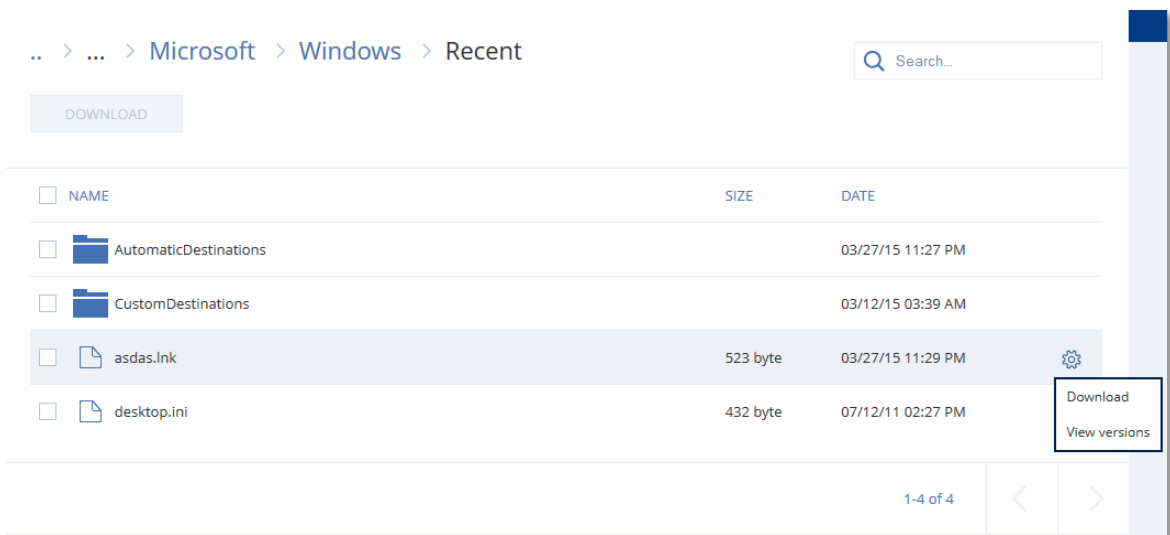 .. > ... > Microsoft > Windows > Recent
Search...
DOWNLOAD
NAME SIZE DATE
AutomaticDestinations 03/27/15 11:27 PM
CustomDestinations 03/12/15 03:39 AM
asdas.lnk 523 byte 03/27/15 11:29 PM
Download
desktop.ini 432 byte 07/12/11 02:27 PM
View versions
1-4 of 4